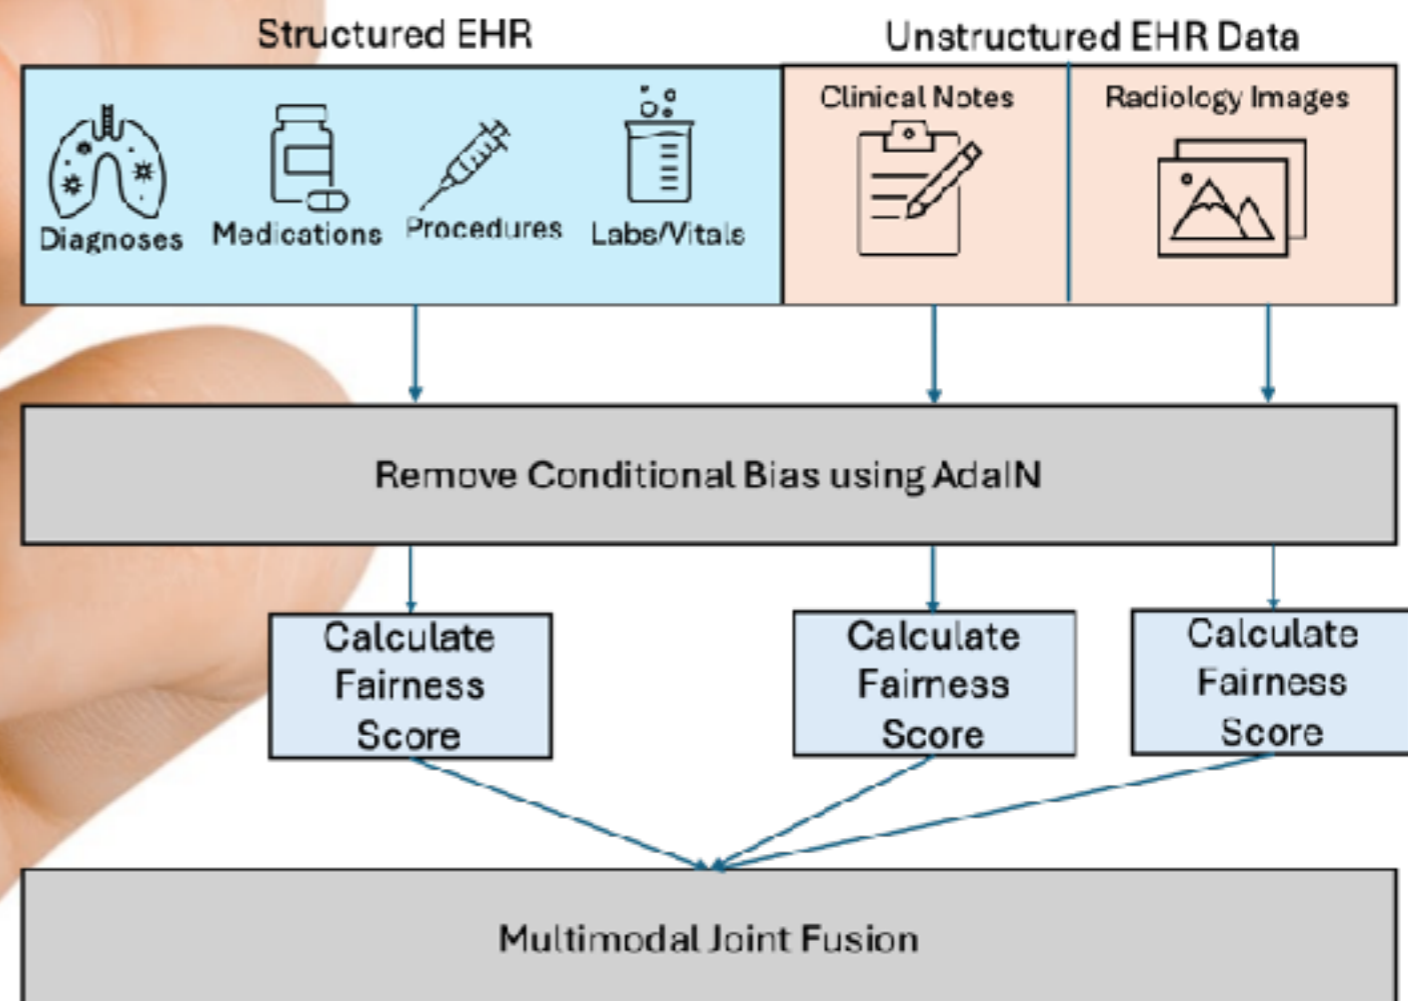 Structured EHR
Unstructured EHR Data
Clinical Notes
Radiology Images
Diagnoses
Medications
Procedures
Labs/Vitals
Remove Conditional Bias using AdaIN
Calculate
Fairness
Score
Calculate
Fairness
Score
Calculate
Fairness
Score
Multimodal Joint Fusion